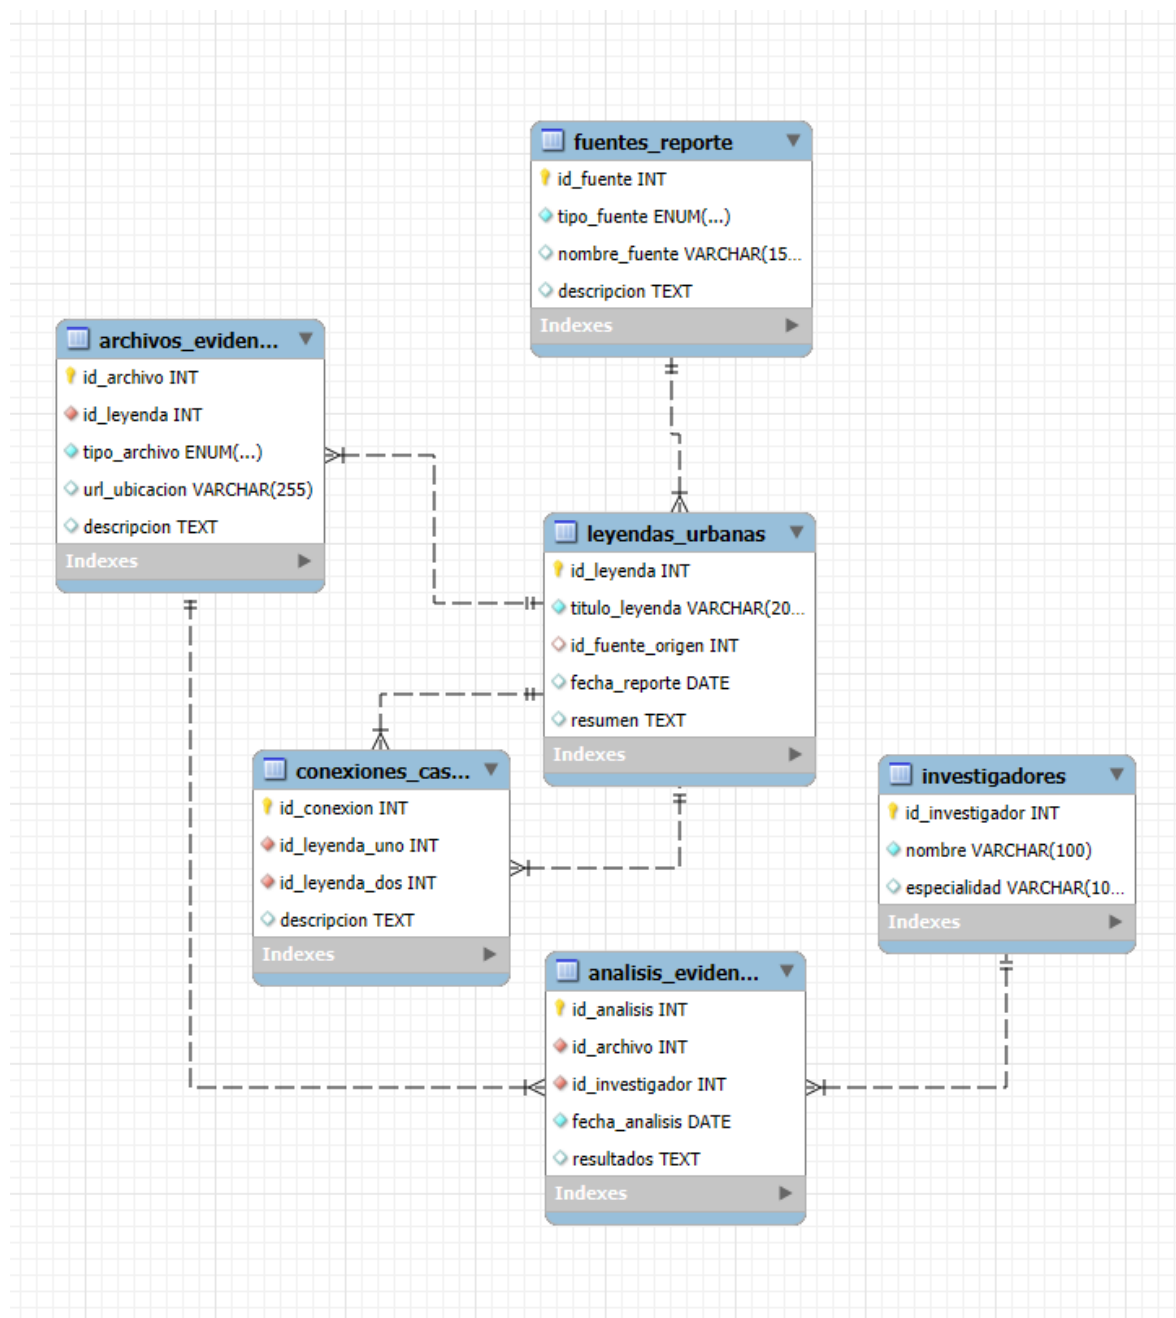 fuentes_reporte
id_fuente INT
tipo_fuente ENUM(...)
nombre_fuente VARCHAR(15...
descripcion TEXT
Indexes
archivos_eviden...
id_archivo INT
id_leyenda INT
tipo_archivo ENUM(...)
url_ubicacion VARCHAR(255)
descripcion TEXT
Indexes
leyendas_urbanas
id_leyenda INT
titulo_leyenda VARCHAR(20...
id_fuente_origen INT
fecha_reporte DATE
resumen TEXT
Indexes
conexiones_cas...
id_conexion INT
id_leyenda_uno INT
id_leyenda_dos INT
descripcion TEXT
Indexes
investigadores
id_investigador INT
nombre VARCHAR(100)
especialidad VARCHAR(10...
Indexes
analisis_eviden...
id_analisis INT
id_archivo INT
id_investigador INT
fecha_analisis DATE
resultados TEXT
Indexes